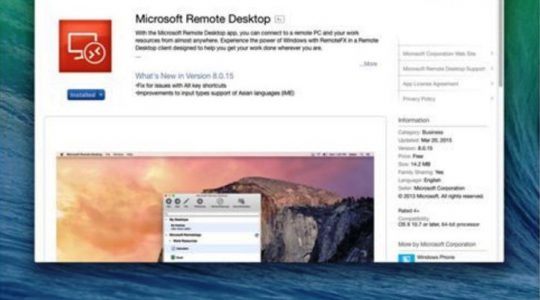 Microsoft Remote Desktop
With the Microsoft Remote Desktop app, you can connect to a remote PC and your work
resources from almost anywhere. Experience the power of Windows with RemoteFX in a Remote
Desktop client designed to help you get your work done wherever you are.
...
...More
Installed
What's New in Version 8.0.15
•Fix for issues with Alt key shortcuts
•Improvements to input types support of Asian languages (IME)
Microsoft Corporation Web Site
Microsoft Remote Desktop Support
App License Agreement
Privacy Policy
Information
Category: Business
Updated: Mar 26, 2015
Version: 8.0.15
Price: Free
Size: 14.2 MB
Family Sharing: Yes
Language: English
Seller: Microsoft Corporation
© 2013 Microsoft. All rights reserved.
Rated 4+
Compatibility:
OS X 10.7 or later, 64-bit processor
More by Microsoft Corporation
Windows Phone
Microsoft Remote Desktop
My Desktops